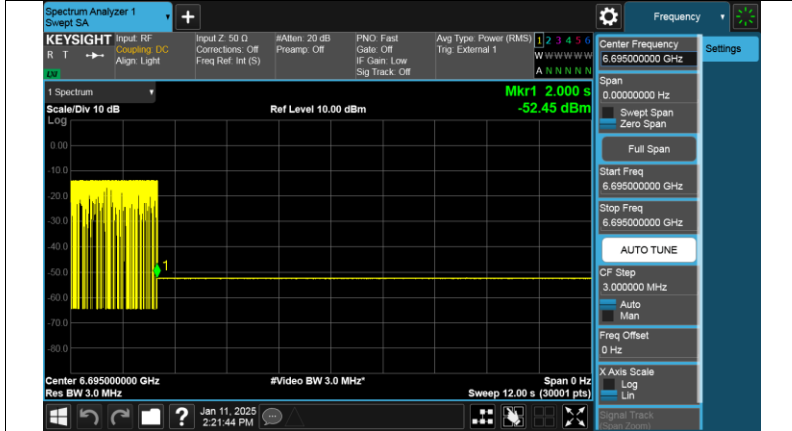 Spectrum Analyzer 1
Swept SA
Frequency
KEYSIGHT
R T
LXI
Input: RF
Coupling: DC
Align: Light
Input Z: 50 Ω
Corrections: Off
Freq Ref: Int (S)
#Atten: 20 dB
Preamp: Off
PNO: Fast
Gate: Off
IF Gain: Low
Sig Track: Off
Avg Type: Power (RMS)
Trig: External 1
1 2 3 4 5 6
W W W W W W
A N N N N N
1 Spectrum
Scale/Div 10 dB
Log
Ref Level 10.00 dBm
Mkr1 2.000 s
-52.45 dBm
0.00
-10.0
-20.0
-30.0
-40.0
-50.0
-60.0
-70.0
-80.0
1
Center 6.695000000 GHz
Res BW 3.0 MHz
#Video BW 3.0 MHz*
Span 0 Hz
Sweep 12.00 s (30001 pts)
?
Jan 11, 2025
2:21:44 PM
Center Frequency
6.695000000 GHz
Span
0.00000000 Hz
Swept Span
Zero Span
Full Span
Start Freq
6.695000000 GHz
Stop Freq
6.695000000 GHz
AUTO TUNE
CF Step
3.000000 MHz
Auto
Man
Freq Offset
0 Hz
X Axis Scale
Log
Lin
Signal Track
(Span Zoom)
Settings